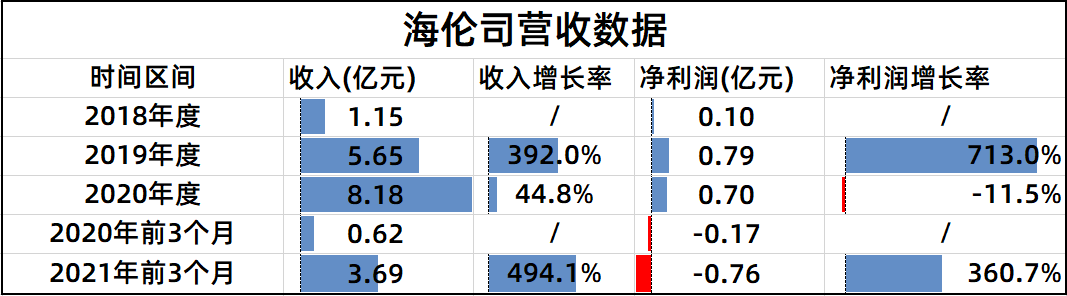 海伦司营收数据
时间区间 收入(亿元) 收入增长率 净利润(亿元) 净利润增长率
2018年度 1.15 / 0.10 /
2019年度 5.65 392.0% 0.79 713.0%
2020年度 8.18 44.8% 0.70 -11.5%
2020年前3个月 0.62 / -0.17 /
2021年前3个月 3.69 494.1% -0.76 360.7%